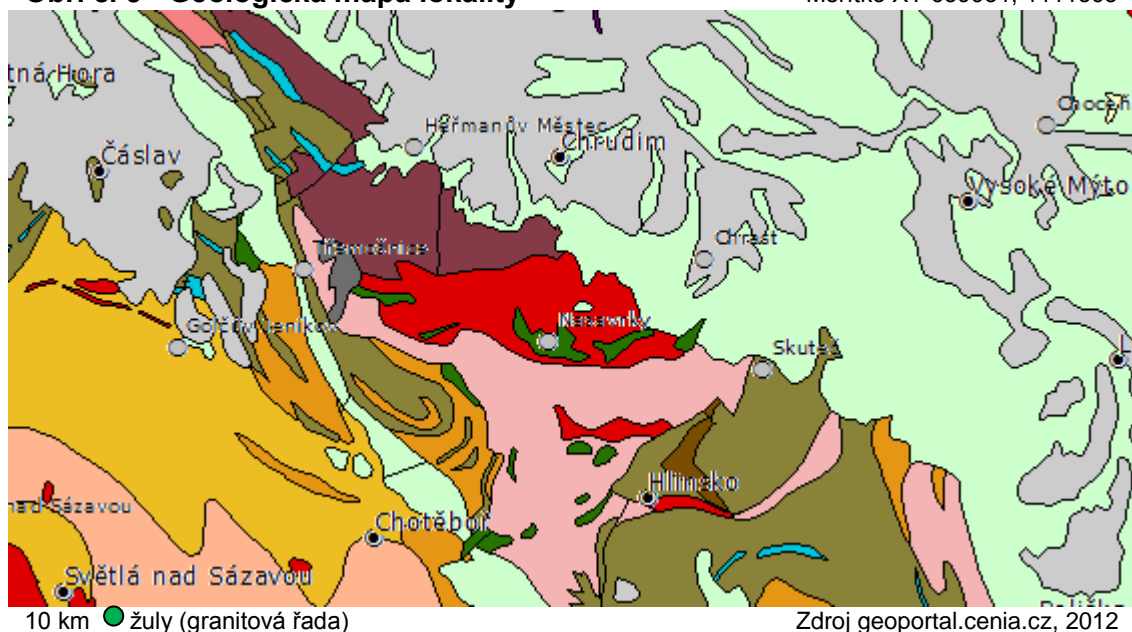 tná Hora
Choceň
Heřmanův Městec
Chrudim
Čáslav
Vysoké Mýto
Chrast
Třemošnice
Golčův Jeníkov
Nasavrky
Skuteč
L
Hlinsko
nad Sázavou
Chotěboř
Světlá nad Sázavou
10 km žuly (granitová řada)
Zdroj geoportal.cenia.cz, 2012